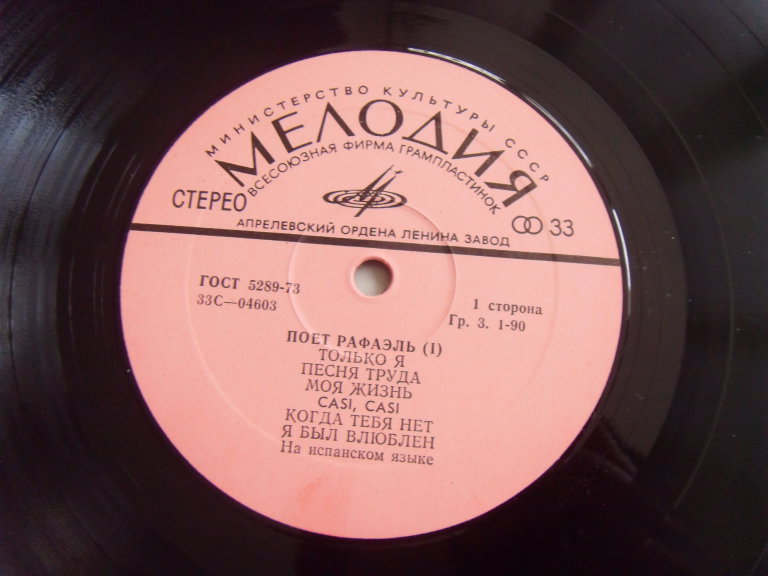 МИНИСТЕРСТВО КУЛЬТУРЫ СССР
МЕЛОДИЯ
ВСЕСОЮЗНАЯ ФИРМА ГРАМПЛАСТИНОК
СТЕРЕО
33
АПРЕЛЕВСКИЙ ОРДЕНА ЛЕНИНА ЗАВОД
ГОСТ 5289-73
33С—04603
1 сторона
Гр. 3. 1-90
ПОЕТ РАФАЭЛЬ (1)
ТОЛЬКО Я
ПЕСНЯ ТРУДА
МОЯ ЖИЗНЬ
CASI, CASI
КОГДА ТЕБЯ НЕТ
Я БЫЛ ВЛЮБЛЕН
На испанском языке